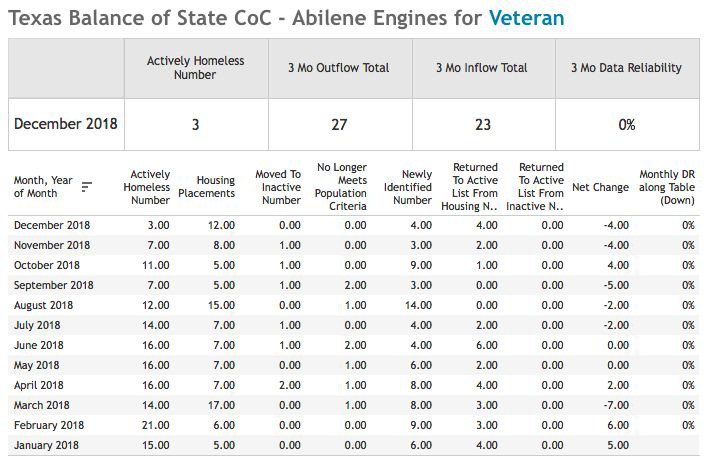 Texas Balance of State CoC - Abilene Engines for Veteran
Actively Homeless Number 3 Mo Outflow Total 3 Mo Inflow Total 3 Mo Data Reliability
December 2018 3 27 23 0%
Month, Year of Month Actively Homeless Number Housing Placements Moved To Inactive Number No Longer Meets Population Criteria Newly Identified Number Returned To Active List From Housing N.. Returned To Active List From Inactive N.. Net Change Monthly DR along Table (Down)
December 2018 3.00 12.00 0.00 0.00 4.00 4.00 0.00 -4.00 0%
November 2018 7.00 8.00 1.00 0.00 3.00 2.00 0.00 -4.00 0%
October 2018 11.00 5.00 1.00 0.00 9.00 1.00 0.00 4.00 0%
September 2018 7.00 5.00 1.00 2.00 3.00 0.00 0.00 -5.00 0%
August 2018 12.00 15.00 0.00 1.00 14.00 0.00 0.00 -2.00 0%
July 2018 14.00 7.00 1.00 0.00 4.00 2.00 0.00 -2.00 0%
June 2018 16.00 7.00 1.00 2.00 4.00 6.00 0.00 0.00 0%
May 2018 16.00 7.00 0.00 1.00 6.00 2.00 0.00 0.00 0%
April 2018 16.00 7.00 2.00 1.00 8.00 4.00 0.00 2.00 0%
March 2018 14.00 17.00 0.00 1.00 8.00 3.00 0.00 -7.00 0%
February 2018 21.00 6.00 0.00 0.00 9.00 3.00 0.00 6.00 0%
January 2018 15.00 5.00 0.00 0.00 6.00 4.00 0.00 5.00